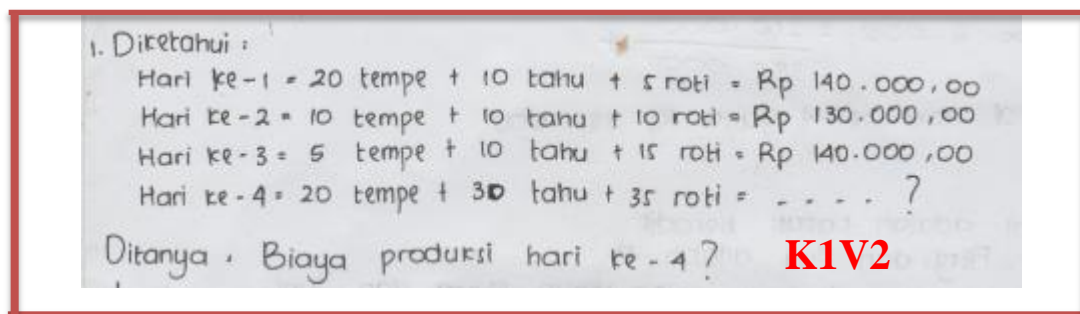 1. Diketahui :
Hari ke-1 = 20 tempe + 10 tahu + 5 roti = Rp 140.000,00
Hari ke-2 = 10 tempe + 10 tahu + 10 roti = Rp 130.000,00
Hari ke-3 = 5 tempe + 10 tahu + 15 roti = Rp 140.000,00
Hari ke-4 = 20 tempe + 30 tahu + 35 roti = . . . . ?
Ditanya . Biaya produksi hari ke-4? K1V2